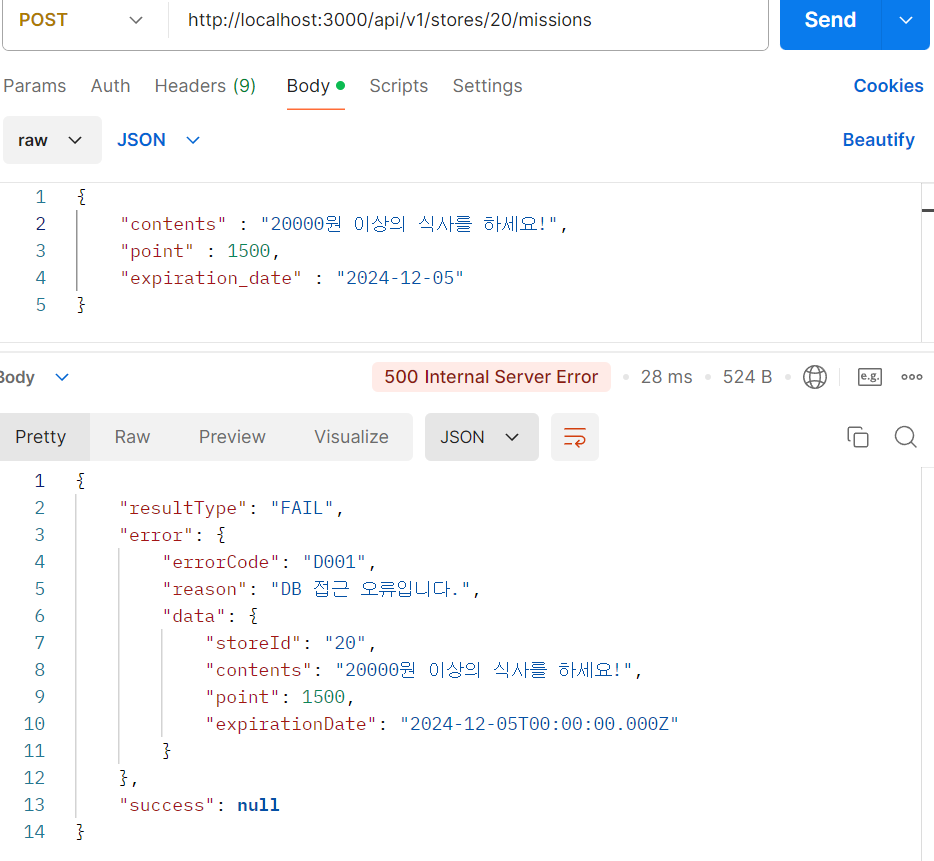 POST http://localhost:3000/api/v1/stores/20/missions Send
Params Auth Headers (9) Body Scripts Settings Cookies
raw JSON Beautify
1 {
2 "contents" : "20000원 이상의 식사를 하세요!",
3 "point" : 1500,
4 "expiration_date" : "2024-12-05"
5 }
Body 500 Internal Server Error 28 ms 524 B e.g.
Pretty Raw Preview Visualize JSON
1 {
2 "resultType": "FAIL",
3 "error": {
4 "errorCode": "D001",
5 "reason": "DB 접근 오류입니다.",
6 "data": {
7 "storeId": "20",
8 "contents": "20000원 이상의 식사를 하세요!",
9 "point": 1500,
10 "expirationDate": "2024-12-05T00:00:00.000Z"
11 }
12 },
13 "success": null
14 }